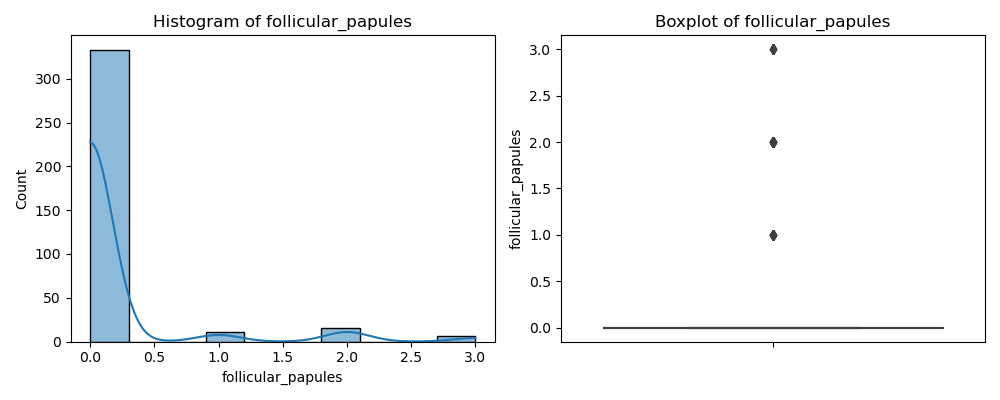 Histogram of follicular_papules
Count
300
250
200
150
100
50
0
0.0 0.5 1.0 1.5 2.0 2.5 3.0
follicular_papules
Boxplot of follicular_papules
follicular_papules
3.0
2.5
2.0
1.5
1.0
0.5
0.0